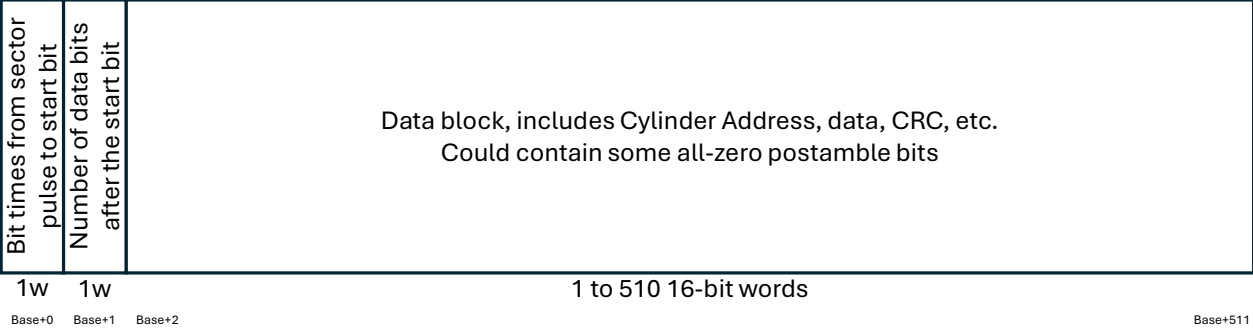 Bit times from sector
pulse to start bit
Number of data bits
after the start bit
Data block, includes Cylinder Address, data, CRC, etc.
Could contain some all-zero postamble bits
1w
1w
1 to 510 16-bit words
Base+0
Base+1
Base+2
Base+511